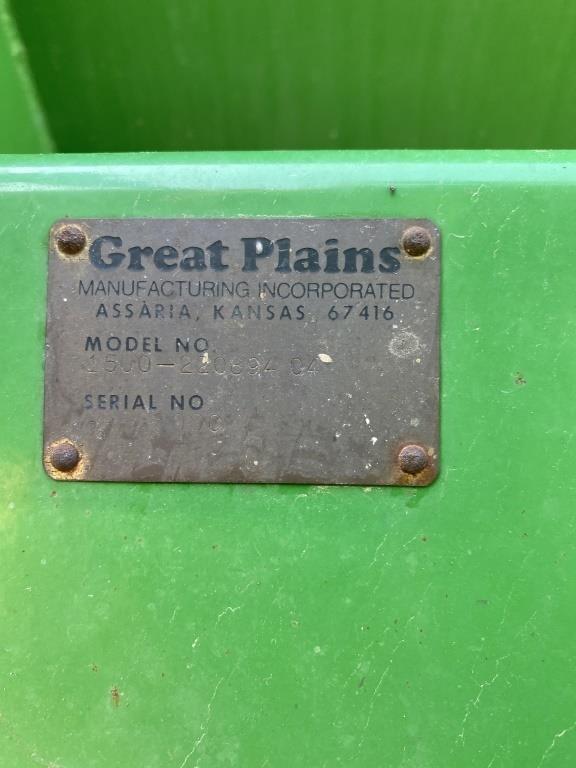 Great Plains
MANUFACTURING INCORPORATED
ASSARIA, KANSAS 67416
MODEL NO
SERIAL NO